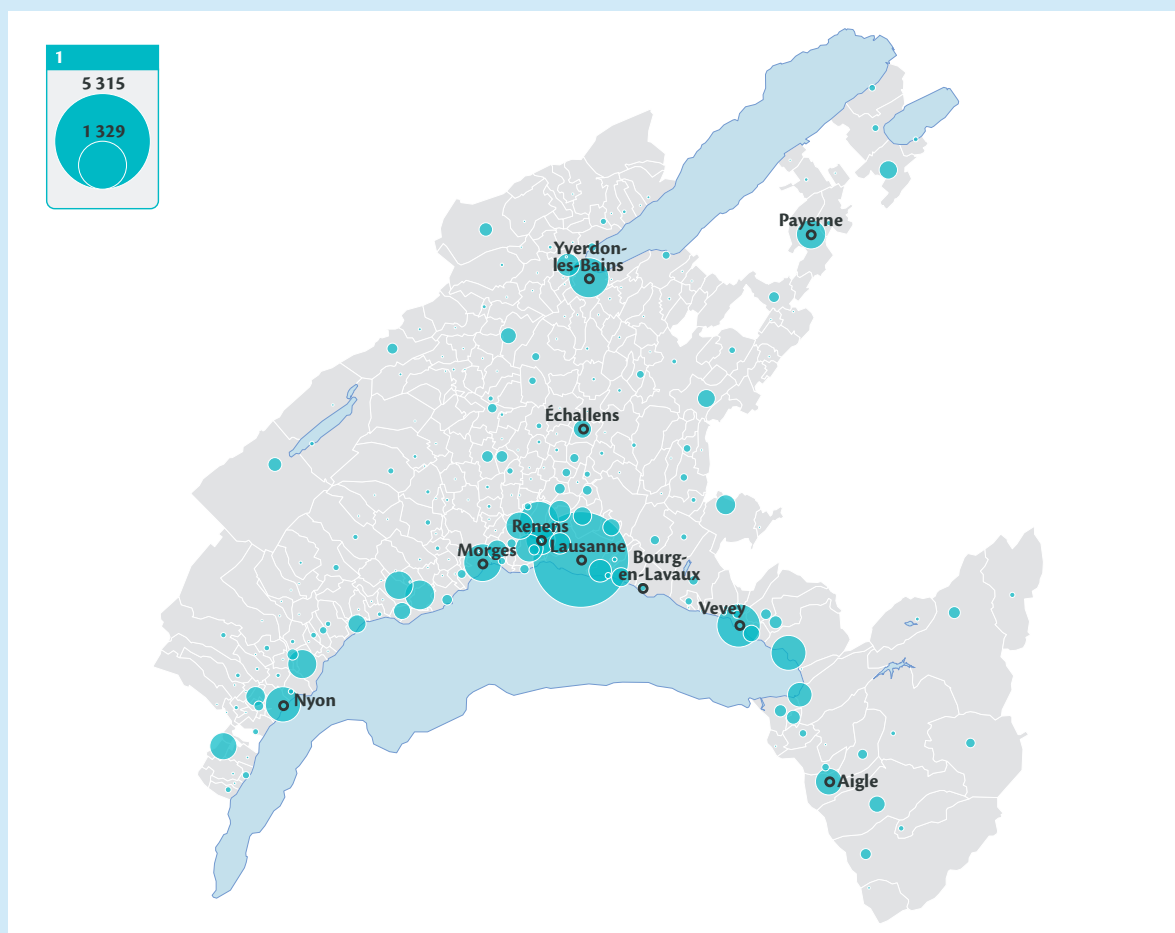 1
5 315
1 329
Payerne
Yverdon-
les-Bains
Échallens
Renens
Lausanne
Morges
Bourg-
en-Lavaux
Vevey
Nyon
Aigle